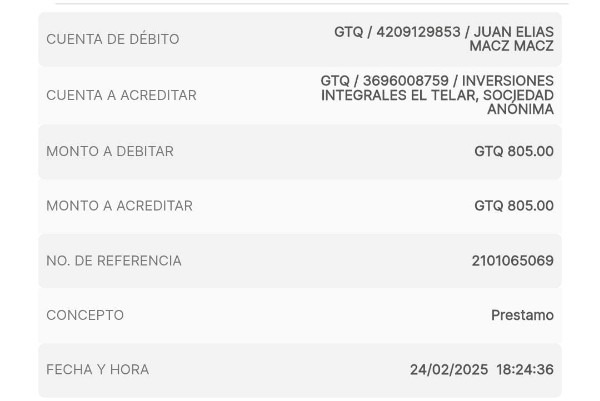 CUENTA DE DÉBITO
GTQ / 4209129853 / JUAN ELIAS
MACZ MACZ
CUENTA A ACREDITAR
GTQ / 3696008759 / INVERSIONES
INTEGRALES EL TELAR, SOCIEDAD
ANÓNIMA
MONTO A DEBITAR
GTQ 805.00
MONTO A ACREDITAR
GTQ 805.00
NO. DE REFERENCIA
2101065069
CONCEPTO
Prestamo
FECHA Y HORA
24/02/2025 18:24:36